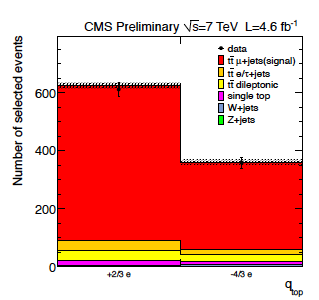 CMS Preliminary √s=7 TeV L=4.6 fb⁻¹
Number of selected events
600
400
200
0
data
tt̄ μ+jets(signal)
tt̄ e/τ+jets
tt̄ dileptonic
single top
W+jets
Z+jets
+2/3 e
-4/3 e
q_top